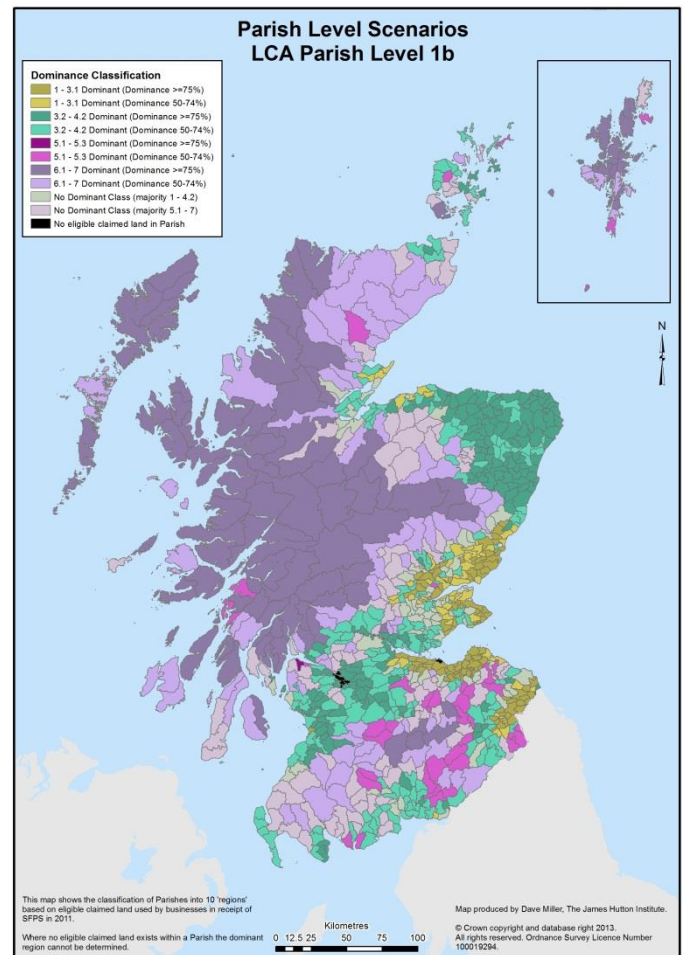 Parish Level Scenarios
LCA Parish Level 1b
Dominance Classification
1 - 3.1 Dominant (Dominance >=75%)
1 - 3.1 Dominant (Dominance 50-74%)
3.2 - 4.2 Dominant (Dominance >=75%)
3.2 - 4.2 Dominant (Dominance 50-74%)
5.1 - 5.3 Dominant (Dominance >=75%)
5.1 - 5.3 Dominant (Dominance 50-74%)
6.1 - 7 Dominant (Dominance >=75%)
6.1 - 7 Dominant (Dominance 50-74%)
No Dominant Class (majority 1 - 4.2)
No Dominant Class (majority 5.1 - 7)
No eligible claimed land in Parish
N
This map shows the classification of Parishes into 10 'regions'
based on eligible claimed land used by businesses in receipt of
SFPS in 2011.
Where no eligible claimed land exists within a Parish the dominant
region cannot be determined.
Kilometres
0 12.5 25 50 75 100
Map produced by Dave Miller, The James Hutton Institute.
© Crown copyright and database right 2013.
All rights reserved. Ordnance Survey Licence Number
100019294.